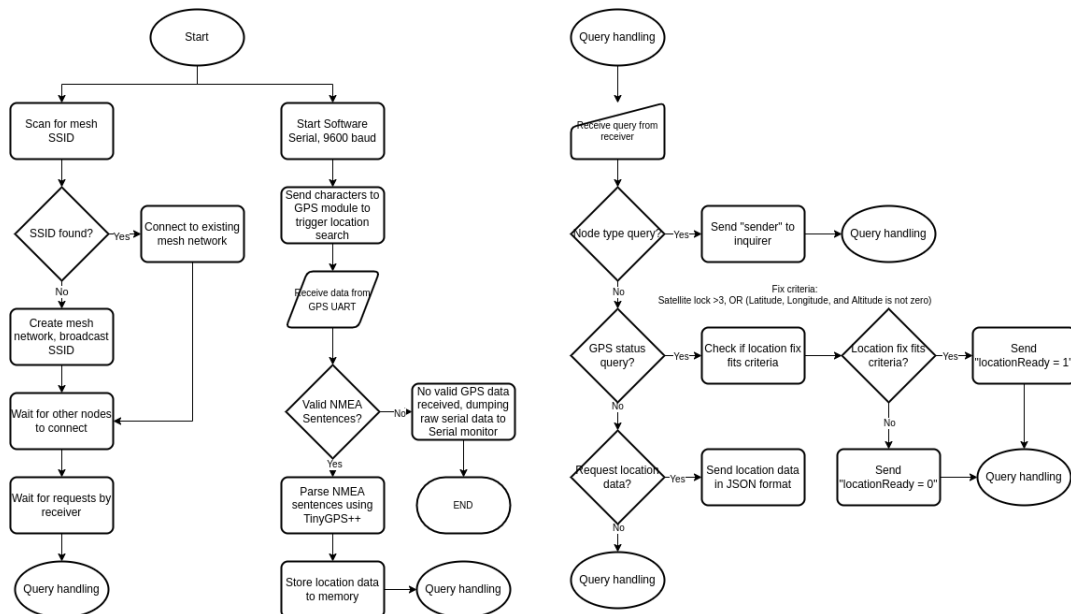 Start
Scan for mesh
SSID
SSID found?
Yes
Connect to existing
mesh network
No
Create mesh
network, broadcast
SSID
Wait for other nodes
to connect
Wait for requests by
receiver
Query handling
Start Software
Serial, 9600 baud
Send characters to
GPS module to
trigger location
search
Receive data from
GPS UART
Valid NMEA
Sentences?
No
No valid GPS data
received, dumping
raw serial data to
Serial monitor
END
Yes
Parse NMEA
sentences using
TinyGPS++
Store location data
to memory
Query handling
Query handling
Receive query from
receiver
Node type query?
Yes
Send "sender" to
inquirer
Query handling
No
GPS status
query?
Yes
Check if location fix
fits criteria
Fix criteria:
Satellite lock >3, OR (Latitude, Longitude, and Altitude is not zero)
Location fix fits
criteria?
Yes
Send
"locationReady = 1"
No
Send
"locationReady = 0"
Query handling
No
Request location
data?
Yes
Send location data
in JSON format
No
Query handling